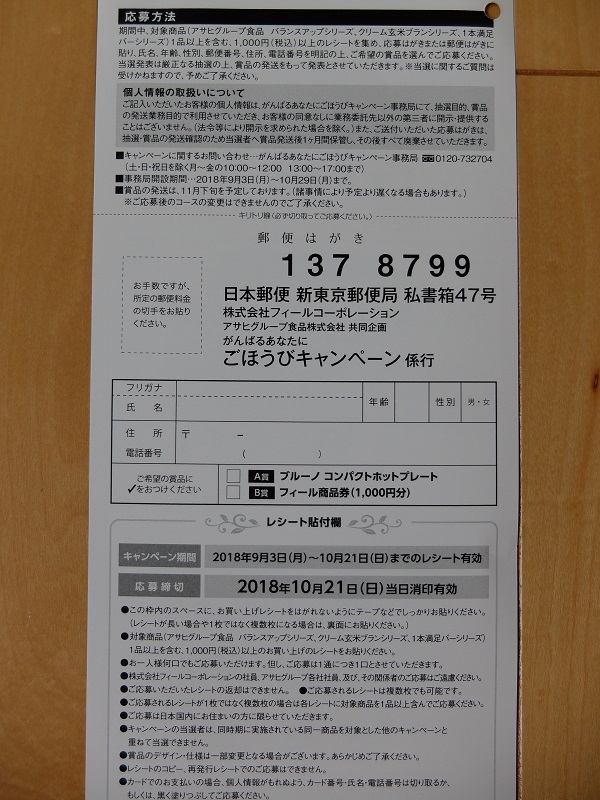 応募方法
期間中、対象商品(アサヒグループ食品 バランスアップシリーズ、クリーム玄米ブランシリーズ、1本満足
バーシリーズ)1品以上を含む、1,000円(税込)以上のレシートを集め、応募はがきまたは郵便はがきに
貼り、氏名、年齢、性別、郵便番号、住所、電話番号を明記の上、ご希望の賞品を選んでご応募ください。
当選発表は厳正なる抽選の上、賞品の発送をもって発表とさせていただきます。※当選に関するご質問は
受けかねますので、予めご了承ください。
個人情報の取扱いについて
ご記入いただいたお客様の個人情報は、がんばるあなたにごほうびキャンペーン事務局にて、抽選目的、賞品
の発送業務目的で利用させていただき、お客様の同意なしに業務委託先以外の第三者に開示・提供する
ことはございません。(法令等により開示を求められた場合を除く。)また、ご送付いただいた応募はがきは、
抽選・賞品の発送確認のため当選者へ賞品発送後1ヶ月間保管し、その後すべて廃棄させていただきます。
■キャンペーンに関するお問い合わせ…がんばるあなたにごほうびキャンペーン事務局 0120-732704
(土・日・祝日を除く月〜金の10:00〜12:00 13:00〜17:00まで)
■事務局開設期間…2018年9月3日(月)〜10月29日(月)まで。
■賞品の発送は、11月下旬を予定しております。(諸事情により予定より遅くなる場合もあります。)
※ご応募後のコースの変更はできませんのでご了承ください。
キリトリ線(必ず切り取ってご応募ください。)
郵便はがき
137 8799
お手数ですが、
所定の郵便料金
の切手をお貼り
ください。
日本郵便 新東京郵便局 私書箱47号
株式会社フィールコーポレーション
アサヒグループ食品株式会社 共同企画
がんばるあなたに
ごほうびキャンペーン 係行
フリガナ
氏 名
年齢
性別
男・女
住 所 〒 −
電話番号 ( )
ご希望の賞品に
✓をおつけください
A賞 ブルーノ コンパクトホットプレート
B賞 フィール商品券(1,000円分)
レシート貼付欄
キャンペーン期間 2018年9月3日(月)〜10月21日(日)までのレシート有効
応募締切 2018年10月21日(日)当日消印有効
●この枠内のスペースに、お買い上げレシートをはがれないようにテープなどでしっかりお貼りください。
(レシートが長い場合や1枚ではなく複数枚になる場合は、裏面にお貼りください。)
●対象商品(アサヒグループ食品 バランスアップシリーズ、クリーム玄米ブランシリーズ、1本満足バーシリーズ)
1品以上を含む、1,000円(税込)以上のお買い上げのレシートをお貼りください。
●お一人様何口でもご応募いただけます。但し、ご応募は1通につき1口とさせていただきます。
●株式会社フィールコーポレーションの社員、アサヒグループ各社社員、及び、その関係者のご応募はご遠慮ください。
●ご応募いただいたレシートの返却はできません。 ●ご応募されるレシートは複数枚でも可能です。
●ご応募されるレシートが1枚ではなく複数枚の場合は各レシートに対象商品を1品以上含んでご応募ください。
●ご応募は日本国内にお住まいの方に限らせていただきます。
●キャンペーンの当選者は、同時期に実施されている同一商品を対象とした他のキャンペーンと
重ねて当選できません。
●賞品のデザイン・仕様は一部変更となる場合がございます。あらかじめご了承ください。
●レシートのコピー、再発行レシートでのご応募はできません。
●カードでのお支払いの場合、個人情報がもれぬよう、カード番号・氏名・電話番号は切り取るか、
もしくは、黒く塗りつぶしてご応募ください。